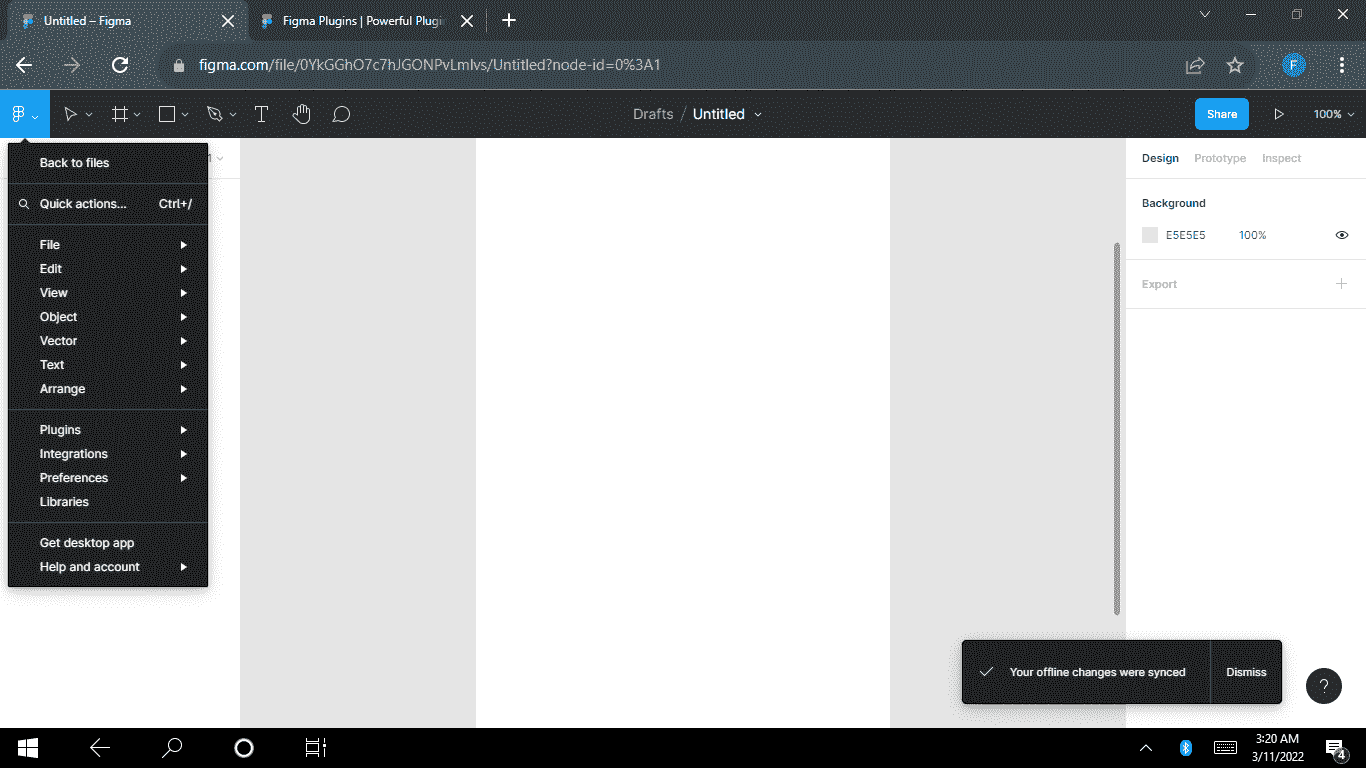 Untitled – Figma
Figma Plugins | Powerful Plugi
figma.com/file/0YkGGhO7c7hJGONPvLmlvs/Untitled?node-id=0%3A1
F
T
Drafts / Untitled
Share
100%
Back to files
1
Quick actions... Ctrl+/
File
Edit
View
Object
Vector
Text
Arrange
Plugins
Integrations
Preferences
Libraries
Get desktop app
Help and account
Design Prototype Inspect
Background
E5E5E5 100%
Export
Your offline changes were synced Dismiss
?
3:20 AM
3/11/2022
4